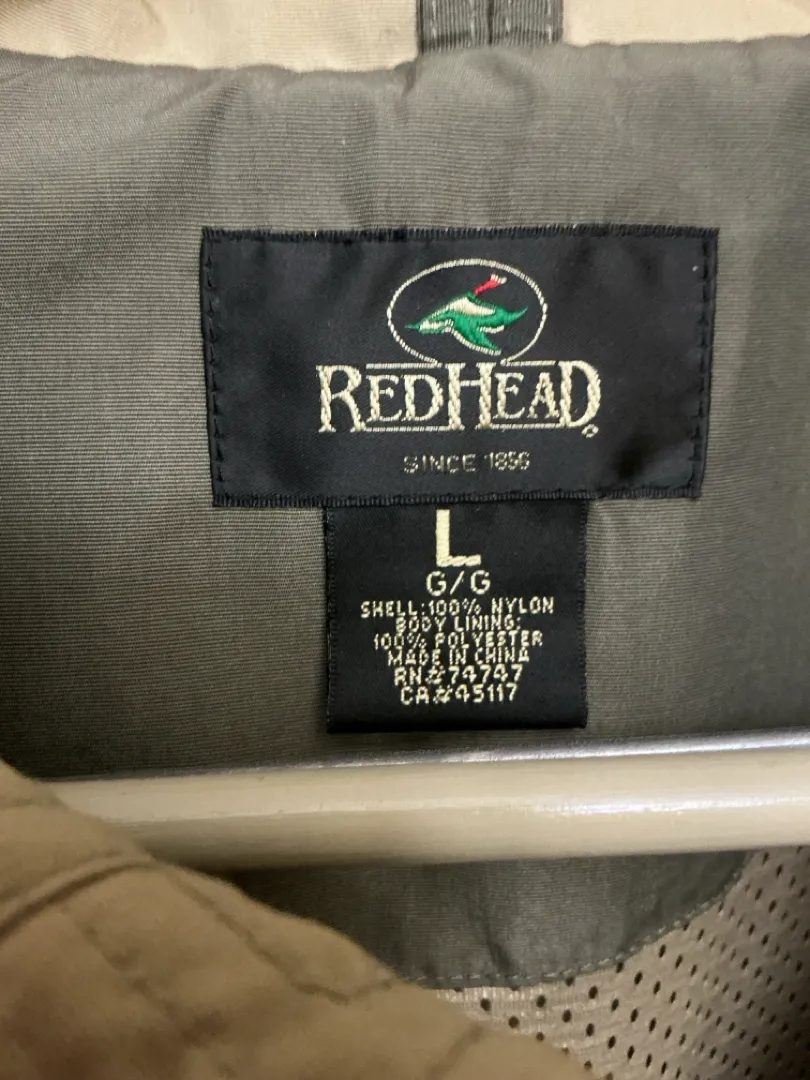 REDHEAD
SINCE 1856
L
G/G
SHELL:100% NYLON
BODY LINING:
100% POLYESTER
MADE IN CHINA
RN#74747
CA#45117